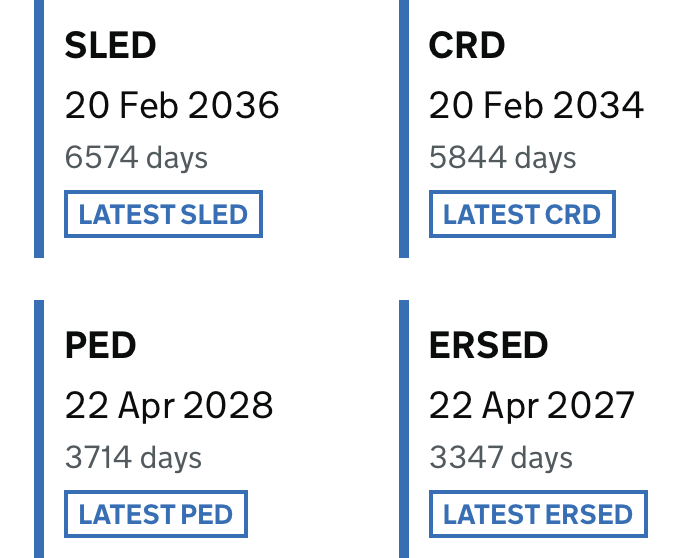 SLED
20 Feb 2036
6574 days
LATEST SLED
CRD
20 Feb 2034
5844 days
LATEST CRD
PED
22 Apr 2028
3714 days
LATEST PED
ERSED
22 Apr 2027
3347 days
LATEST ERSED